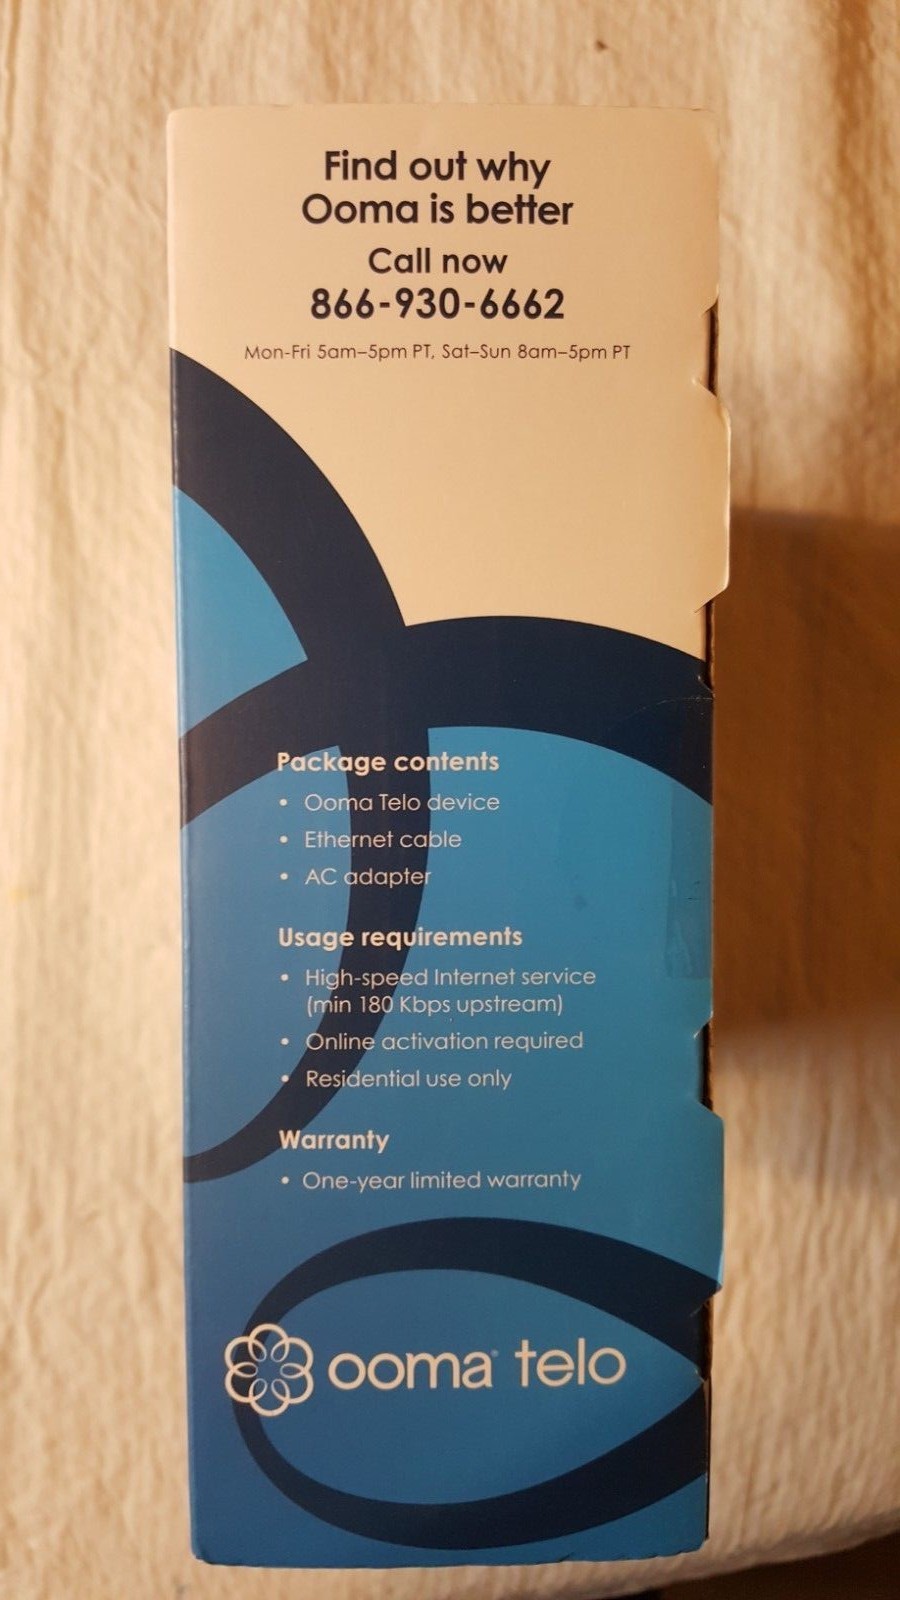 Find out why
Ooma is better
Call now
866-930-6662
Mon-Fri 5am–5pm PT, Sat–Sun 8am–5pm PT
Package contents
• Ooma Telo device
• Ethernet cable
• AC adapter
Usage requirements
• High-speed Internet service
(min 180 Kbps upstream)
• Online activation required
• Residential use only
Warranty
• One-year limited warranty
ooma® telo